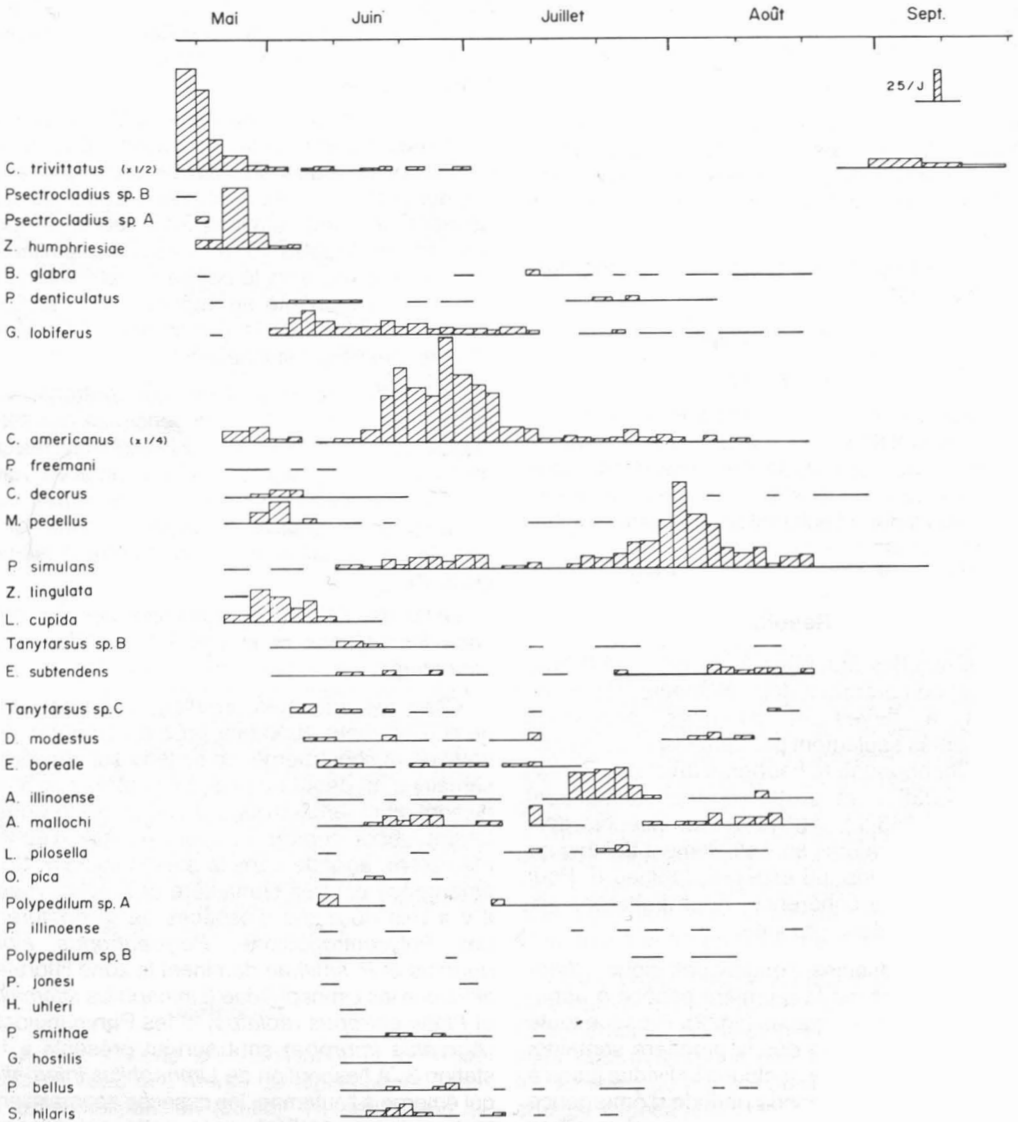 Mai Juin Juillet Août Sept.
25/J
C. trivittatus (x1/2)
Psectrocladius sp. B
Psectrocladius sp. A
Z. humphriesiae
B. glabra
P. denticulatus
G. lobiferus
C. americanus (x1/4)
P. freemani
C. decorus
M. pedellus
P. simulans
Z. lingulata
L. cupida
Tanytarsus sp. B
E. subtendens
Tanytarsus sp. C
D. modestus
E. boreale
A. illinoense
A. mallochi
L. pilosella
O. pica
Polypedilum sp. A
P. illinoense
Polypedilum sp. B
P. jonesi
H. uhleri
P. smithae
G. hostilis
P. bellus
S. hilaris